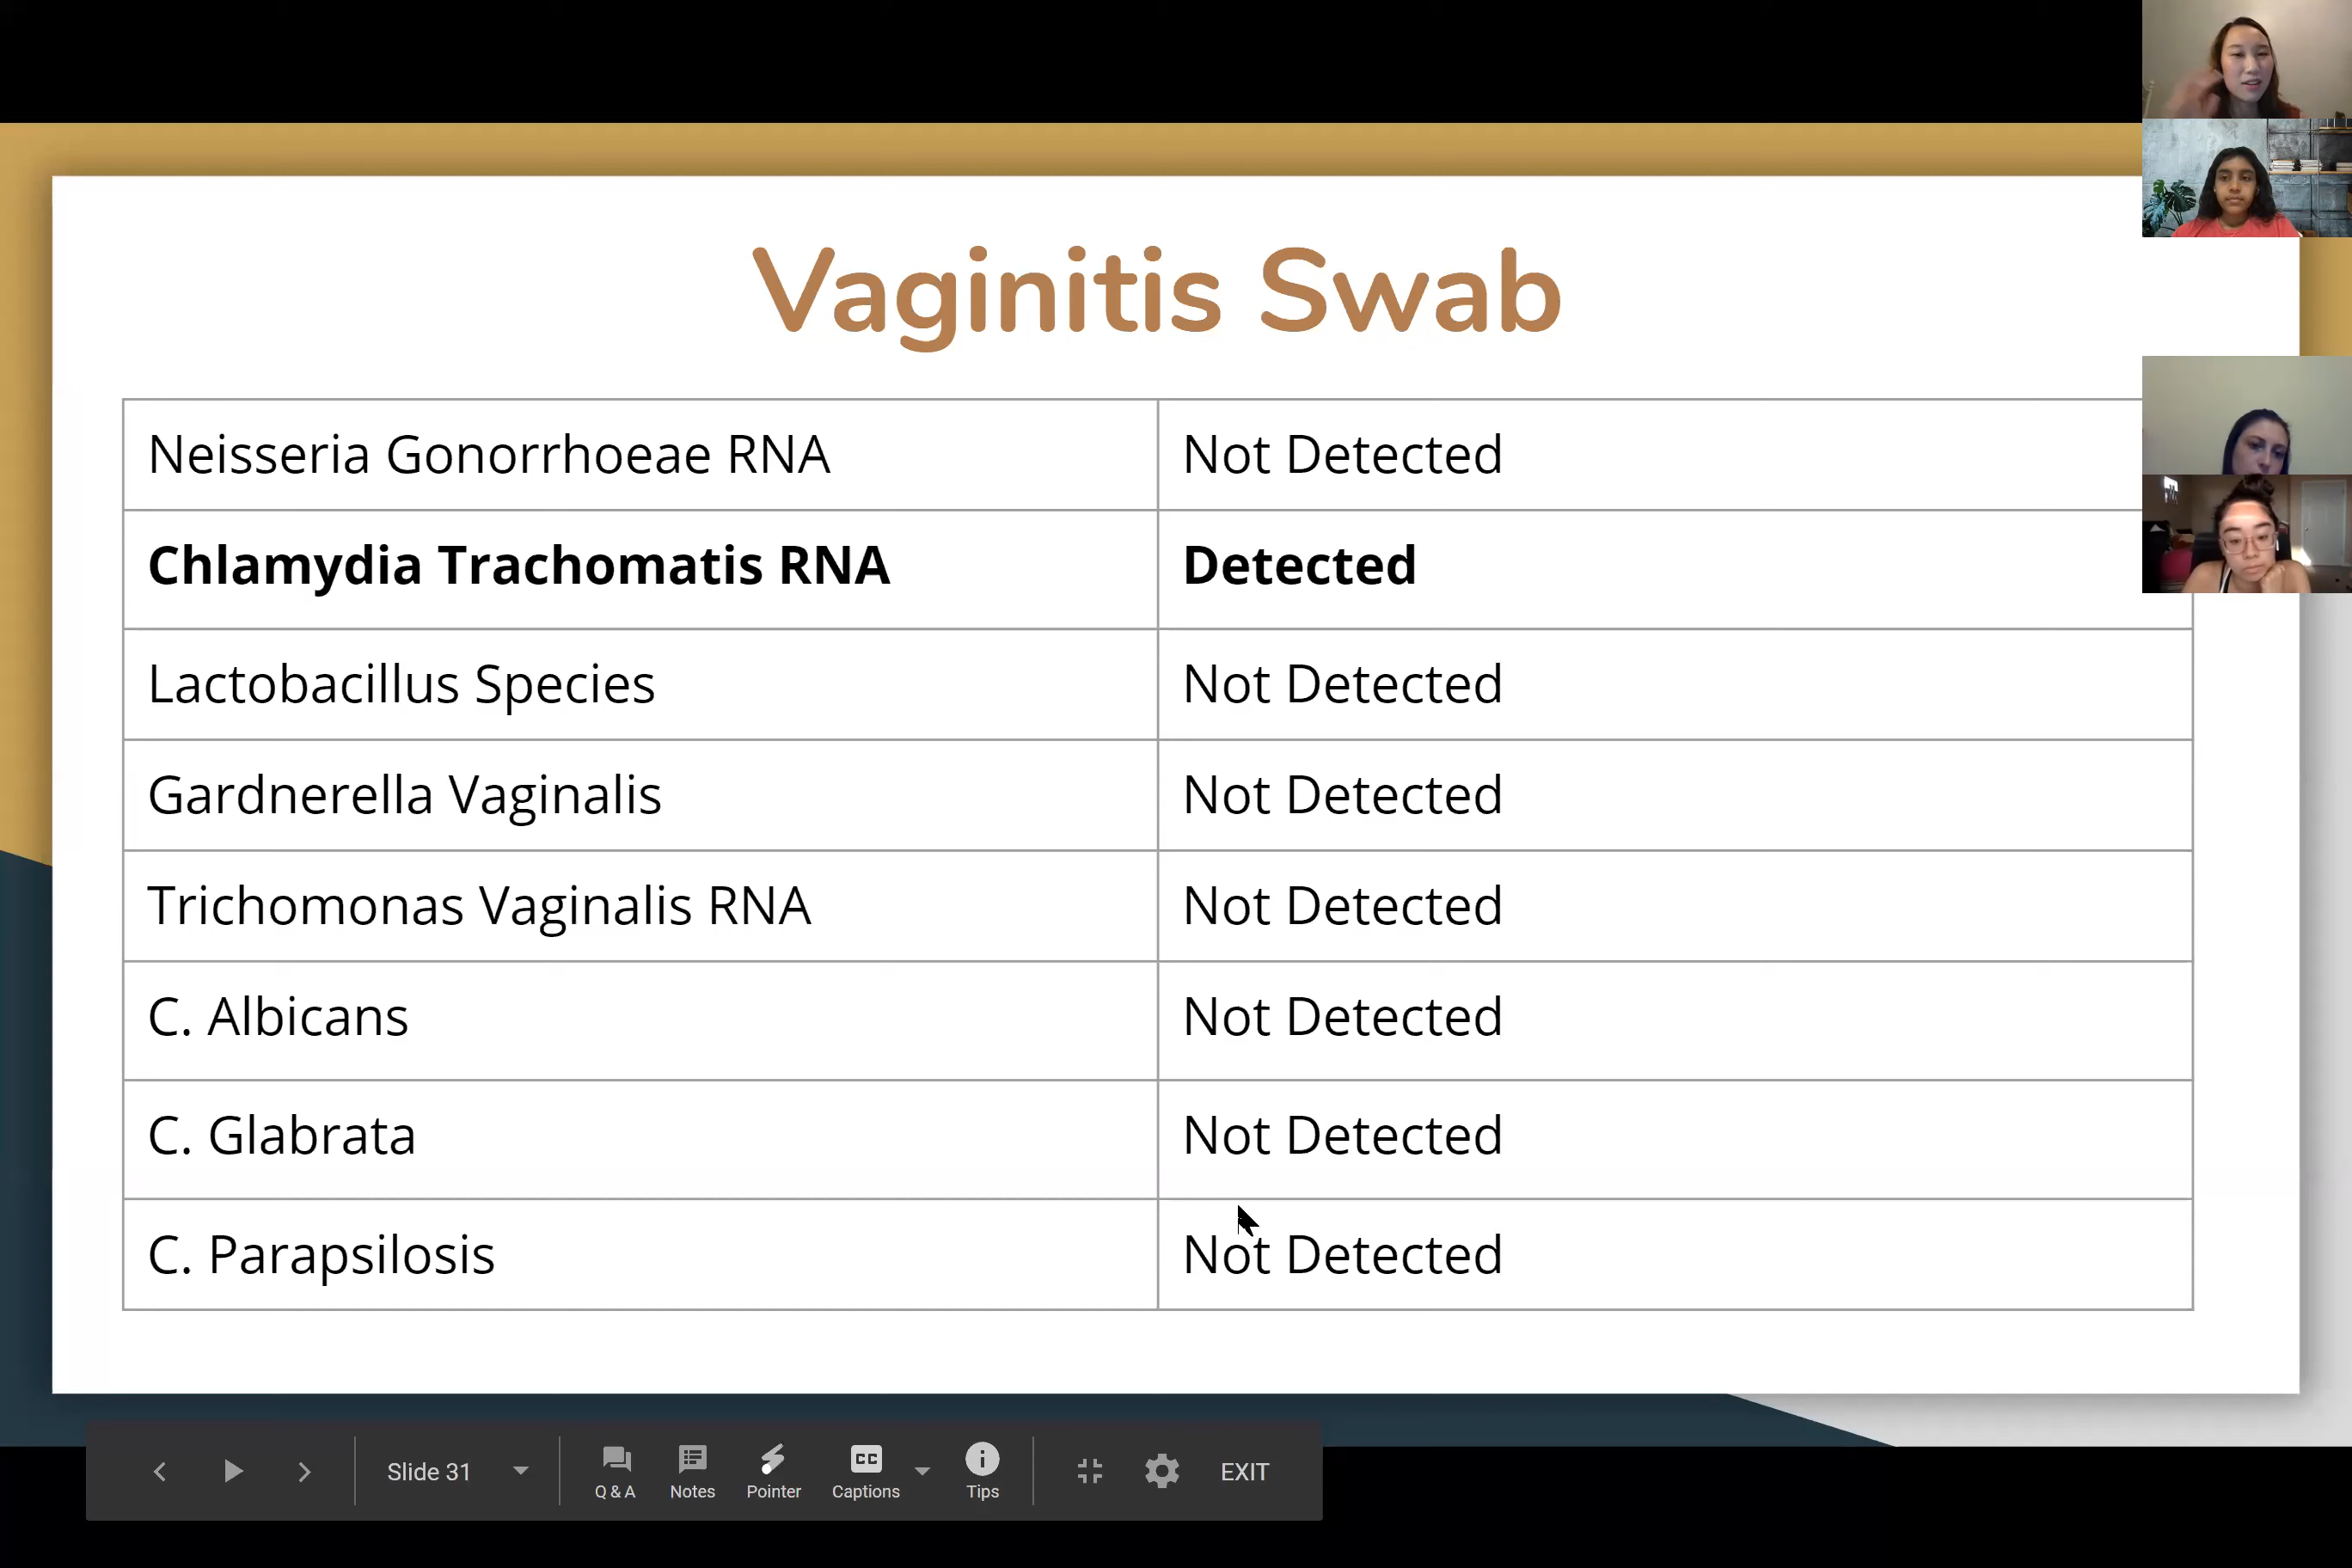 Vaginitis Swab
Neisseria Gonorrhoeae RNA Not Detected
Chlamydia Trachomatis RNA Detected
Lactobacillus Species Not Detected
Gardnerella Vaginalis Not Detected
Trichomonas Vaginalis RNA Not Detected
C. Albicans Not Detected
C. Glabrata Not Detected
C. Parapsilosis Not Detected
Slide 31 Q & A Notes Pointer CC Captions Tips EXIT